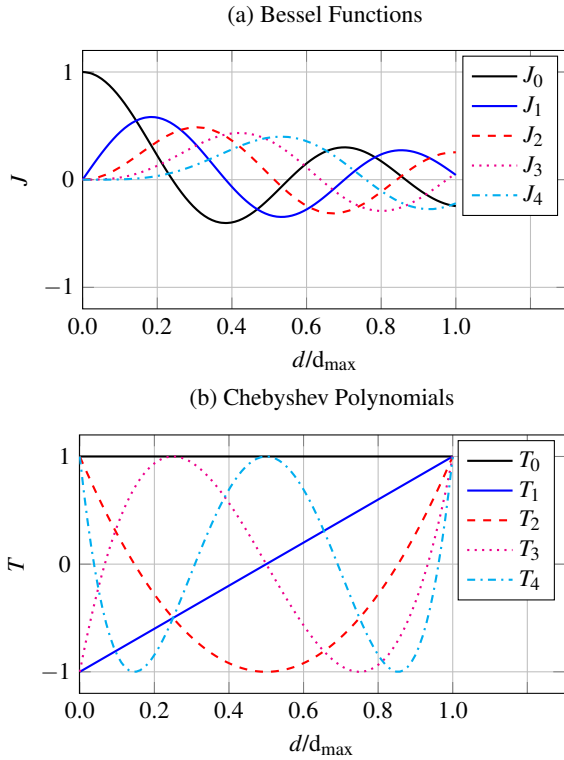 (a) Bessel Functions
1
0
−1
J
J0
J1
J2
J3
J4
0.0 0.2 0.4 0.6 0.8 1.0
d/dmax
(b) Chebyshev Polynomials
1
0
−1
T
T0
T1
T2
T3
T4
0.0 0.2 0.4 0.6 0.8 1.0
d/dmax